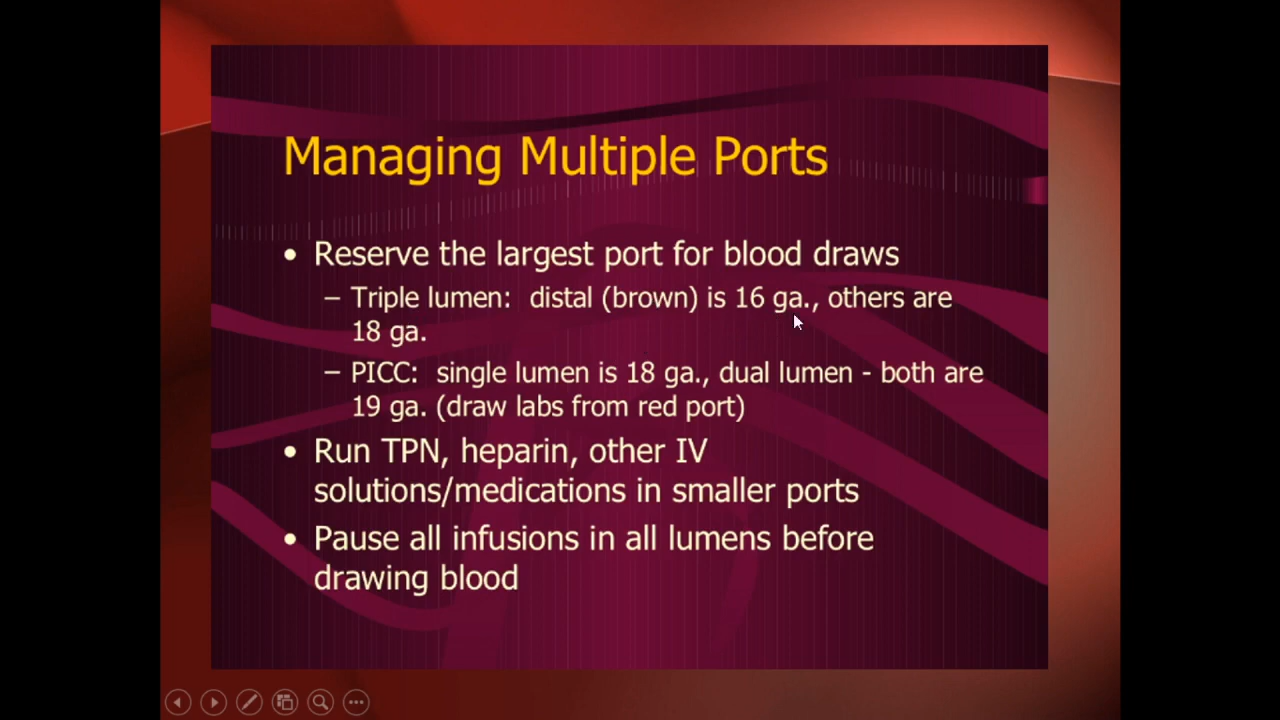 Managing Multiple Ports
• Reserve the largest port for blood draws
– Triple lumen:  distal (brown) is 16 ga., others are
18 ga.
– PICC:  single lumen is 18 ga., dual lumen - both are
19 ga. (draw labs from red port)
• Run TPN, heparin, other IV
solutions/medications in smaller ports
• Pause all infusions in all lumens before
drawing blood